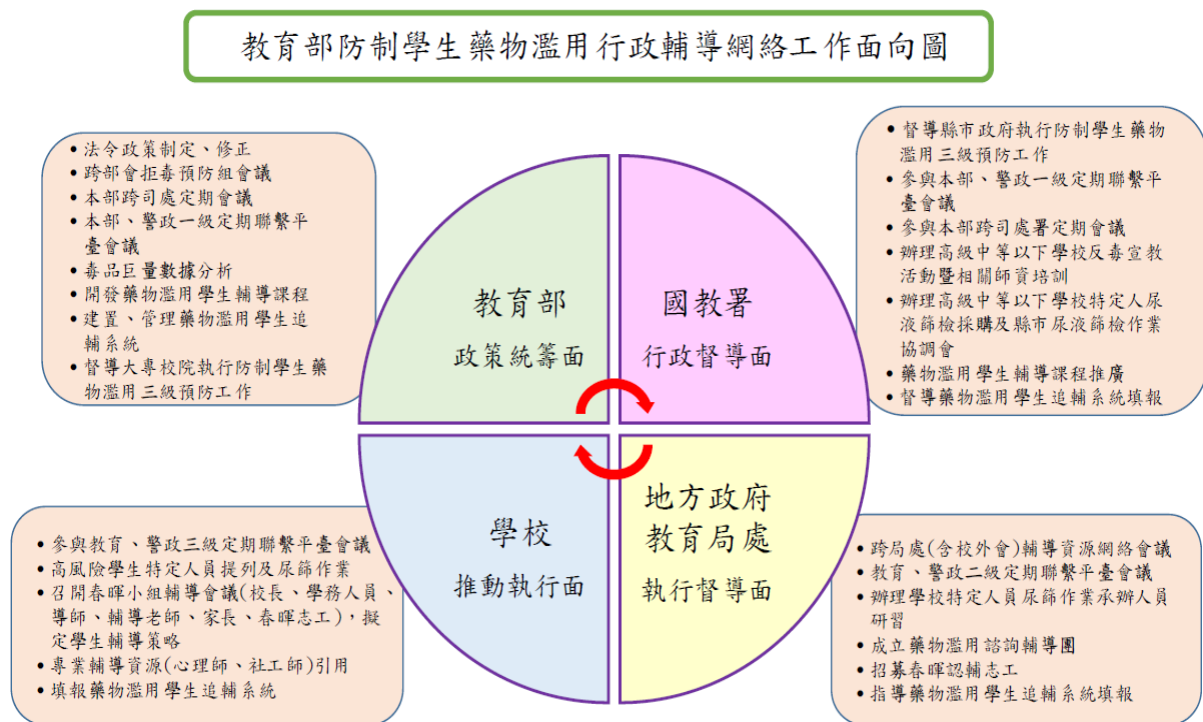 教育部防制學生藥物濫用行政輔導網絡工作面向圖
• 法令政策制定、修正
• 跨部會拒毒預防組會議
• 本部跨司處定期會議
• 本部、警政一級定期聯繫平
臺會議
• 毒品巨量數據分析
• 開發藥物濫用學生輔導課程
• 建置、管理藥物濫用學生追
輔系統
• 督導大專校院執行防制學生藥
物濫用三級預防工作
教育部
政策統籌面
國教署
行政督導面
• 督導縣市政府執行防制學生藥物
濫用三級預防工作
• 參與本部、警政一級定期聯繫平
臺會議
• 參與本部跨司處署定期會議
• 辦理高級中等以下學校反毒宣教
活動暨相關師資培訓
• 辦理高級中等以下學校特定人尿
液篩檢採購及縣市尿液篩檢作業
協調會
• 藥物濫用學生輔導課程推廣
• 督導藥物濫用學生追輔系統填報
• 參與教育、警政三級定期聯繫平臺會議
• 高風險學生特定人員提列及尿篩作業
• 召開春暉小組輔導會議(校長、學務人員、
導師、輔導老師、家長、春暉志工)，擬
定學生輔導策略
• 專業輔導資源(心理師、社工師)引用
• 填報藥物濫用學生追輔系統
學校
推動執行面
地方政府
教育局處
執行督導面
• 跨局處(含校外會)輔導資源網絡會議
• 教育、警政二級定期聯繫平臺會議
• 辦理學校特定人員尿篩作業承辦人員
研習
• 成立藥物濫用諮詢輔導團
• 招募春暉認輔志工
• 指導藥物濫用學生追輔系統填報